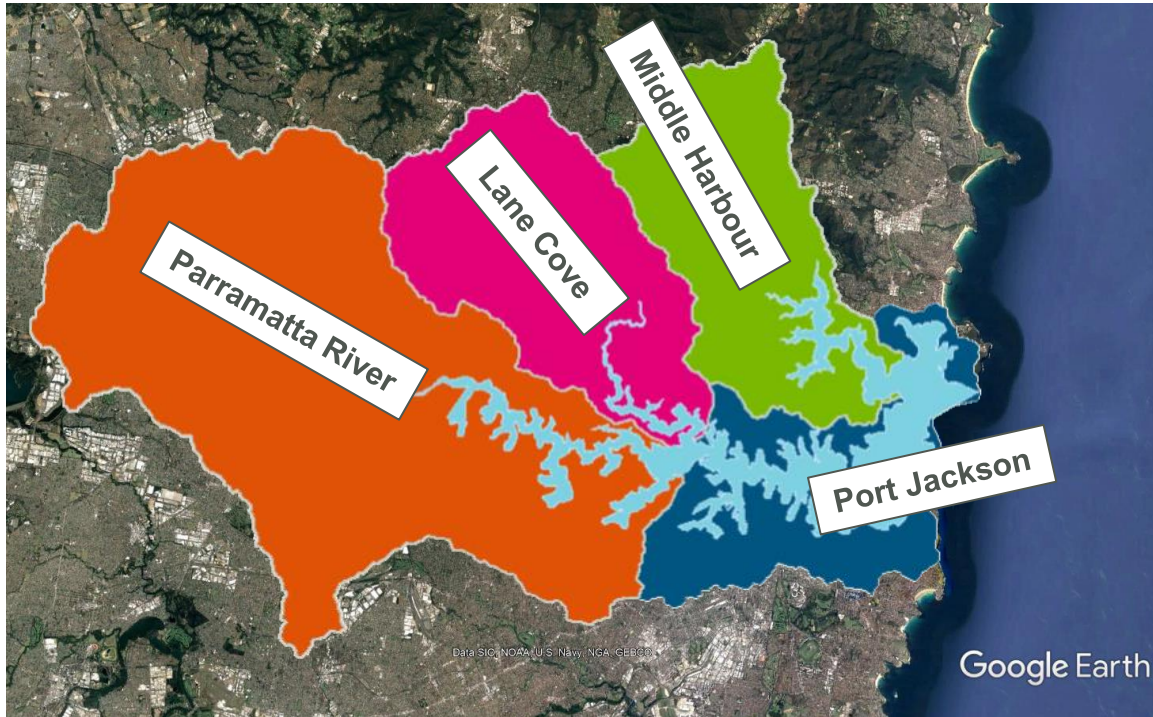 Middle Harbour
Lane Cove
Parramatta River
Port Jackson
Data SIO, NOAA, U.S. Navy, NGA, GEBCO
Google Earth